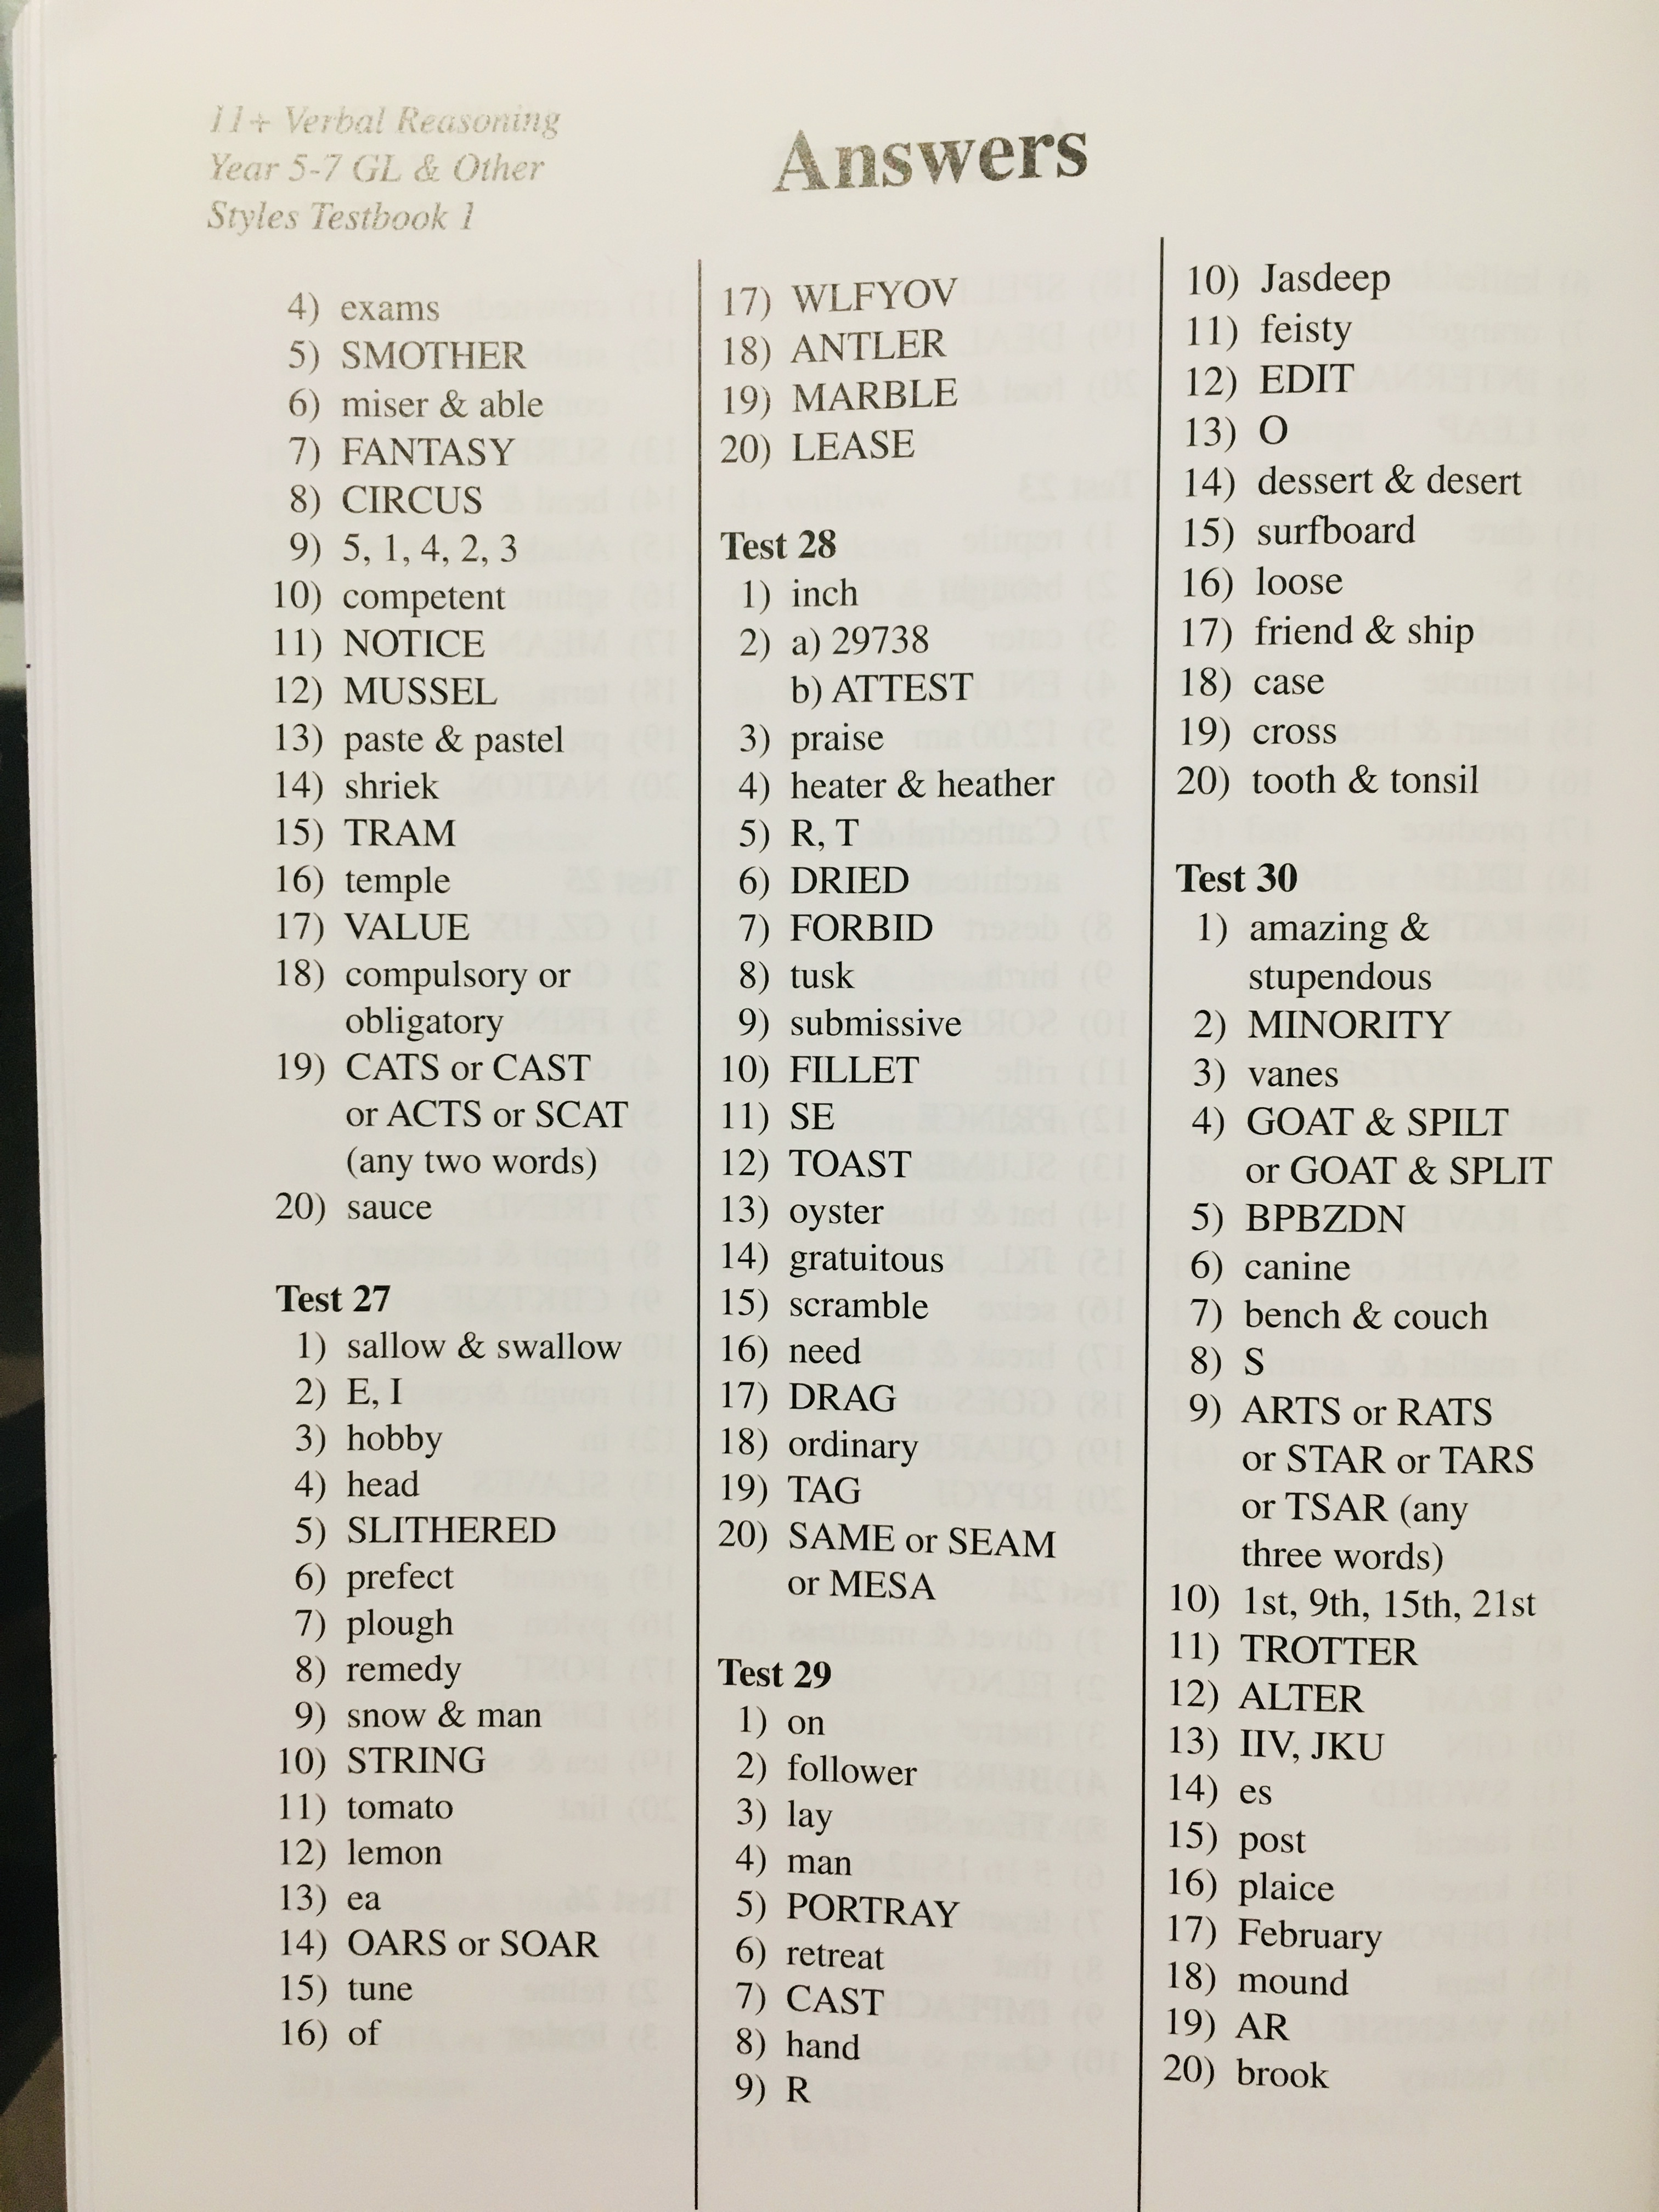 11+ Verbal Reasoning
Year 5-7 GL & Other
Styles Testbook 1
Answers
4) exams
5) SMOTHER
6) miser & able
7) FANTASY
8) CIRCUS
9) 5, 1, 4, 2, 3
10) competent
11) NOTICE
12) MUSSEL
13) paste & pastel
14) shriek
15) TRAM
16) temple
17) VALUE
18) compulsory or
obligatory
19) CATS or CAST
or ACTS or SCAT
(any two words)
20) sauce
Test 27
1) sallow & swallow
2) E, I
3) hobby
4) head
5) SLITHERED
6) prefect
7) plough
8) remedy
9) snow & man
10) STRING
11) tomato
12) lemon
13) ea
14) OARS or SOAR
15) tune
16) of
17) WLFYOV
18) ANTLER
19) MARBLE
20) LEASE
Test 28
1) inch
2) a) 29738
b) ATTEST
3) praise
4) heater & heather
5) R, T
6) DRIED
7) FORBID
8) tusk
9) submissive
10) FILLET
11) SE
12) TOAST
13) oyster
14) gratuitous
15) scramble
16) need
17) DRAG
18) ordinary
19) TAG
20) SAME or SEAM
or MESA
Test 29
1) on
2) follower
3) lay
4) man
5) PORTRAY
6) retreat
7) CAST
8) hand
9) R
10) Jasdeep
11) feisty
12) EDIT
13) O
14) dessert & desert
15) surfboard
16) loose
17) friend & ship
18) case
19) cross
20) tooth & tonsil
Test 30
1) amazing &
stupendous
2) MINORITY
3) vanes
4) GOAT & SPILT
or GOAT & SPLIT
5) BPBZDN
6) canine
7) bench & couch
8) S
9) ARTS or RATS
or STAR or TARS
or TSAR (any
three words)
10) 1st, 9th, 15th, 21st
11) TROTTER
12) ALTER
13) IIV, JKU
14) es
15) post
16) plaice
17) February
18) mound
19) AR
20) brook